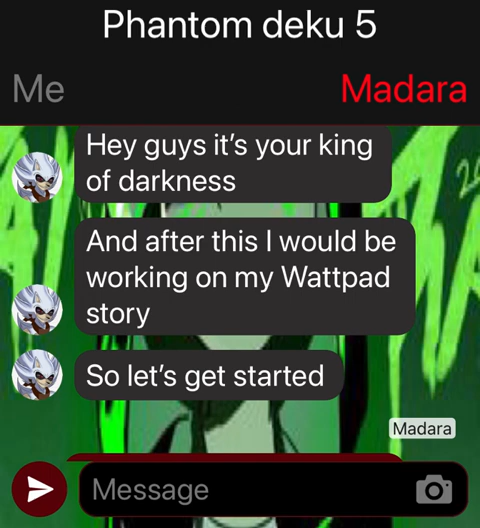 Phantom deku 5
Me
Madara
Hey guys it's your king
of darkness
And after this I would be
working on my Wattpad
story
So let's get started
Madara
Message